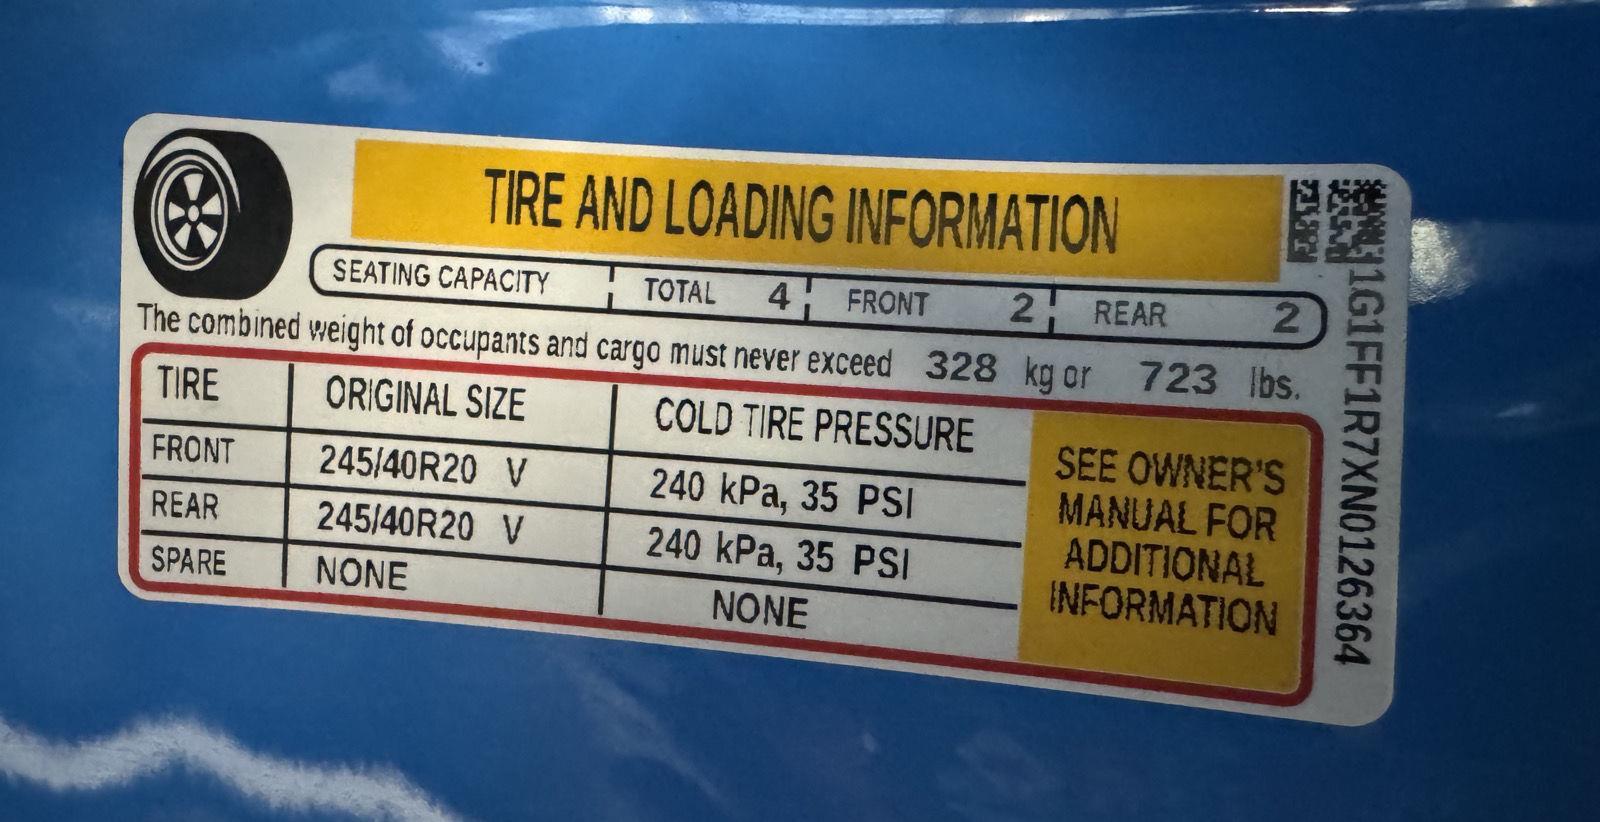 TIRE AND LOADING INFORMATION
SEATING CAPACITY TOTAL 4 FRONT 2 REAR 2
The combined weight of occupants and cargo must never exceed 328 kg or 723 lbs.
TIRE ORIGINAL SIZE COLD TIRE PRESSURE
FRONT 245/40R20 V 240 kPa, 35 PSI
REAR 245/40R20 V 240 kPa, 35 PSI
SPARE NONE NONE
SEE OWNER'S
MANUAL FOR
ADDITIONAL
INFORMATION
1G1FF1R7XN0126364